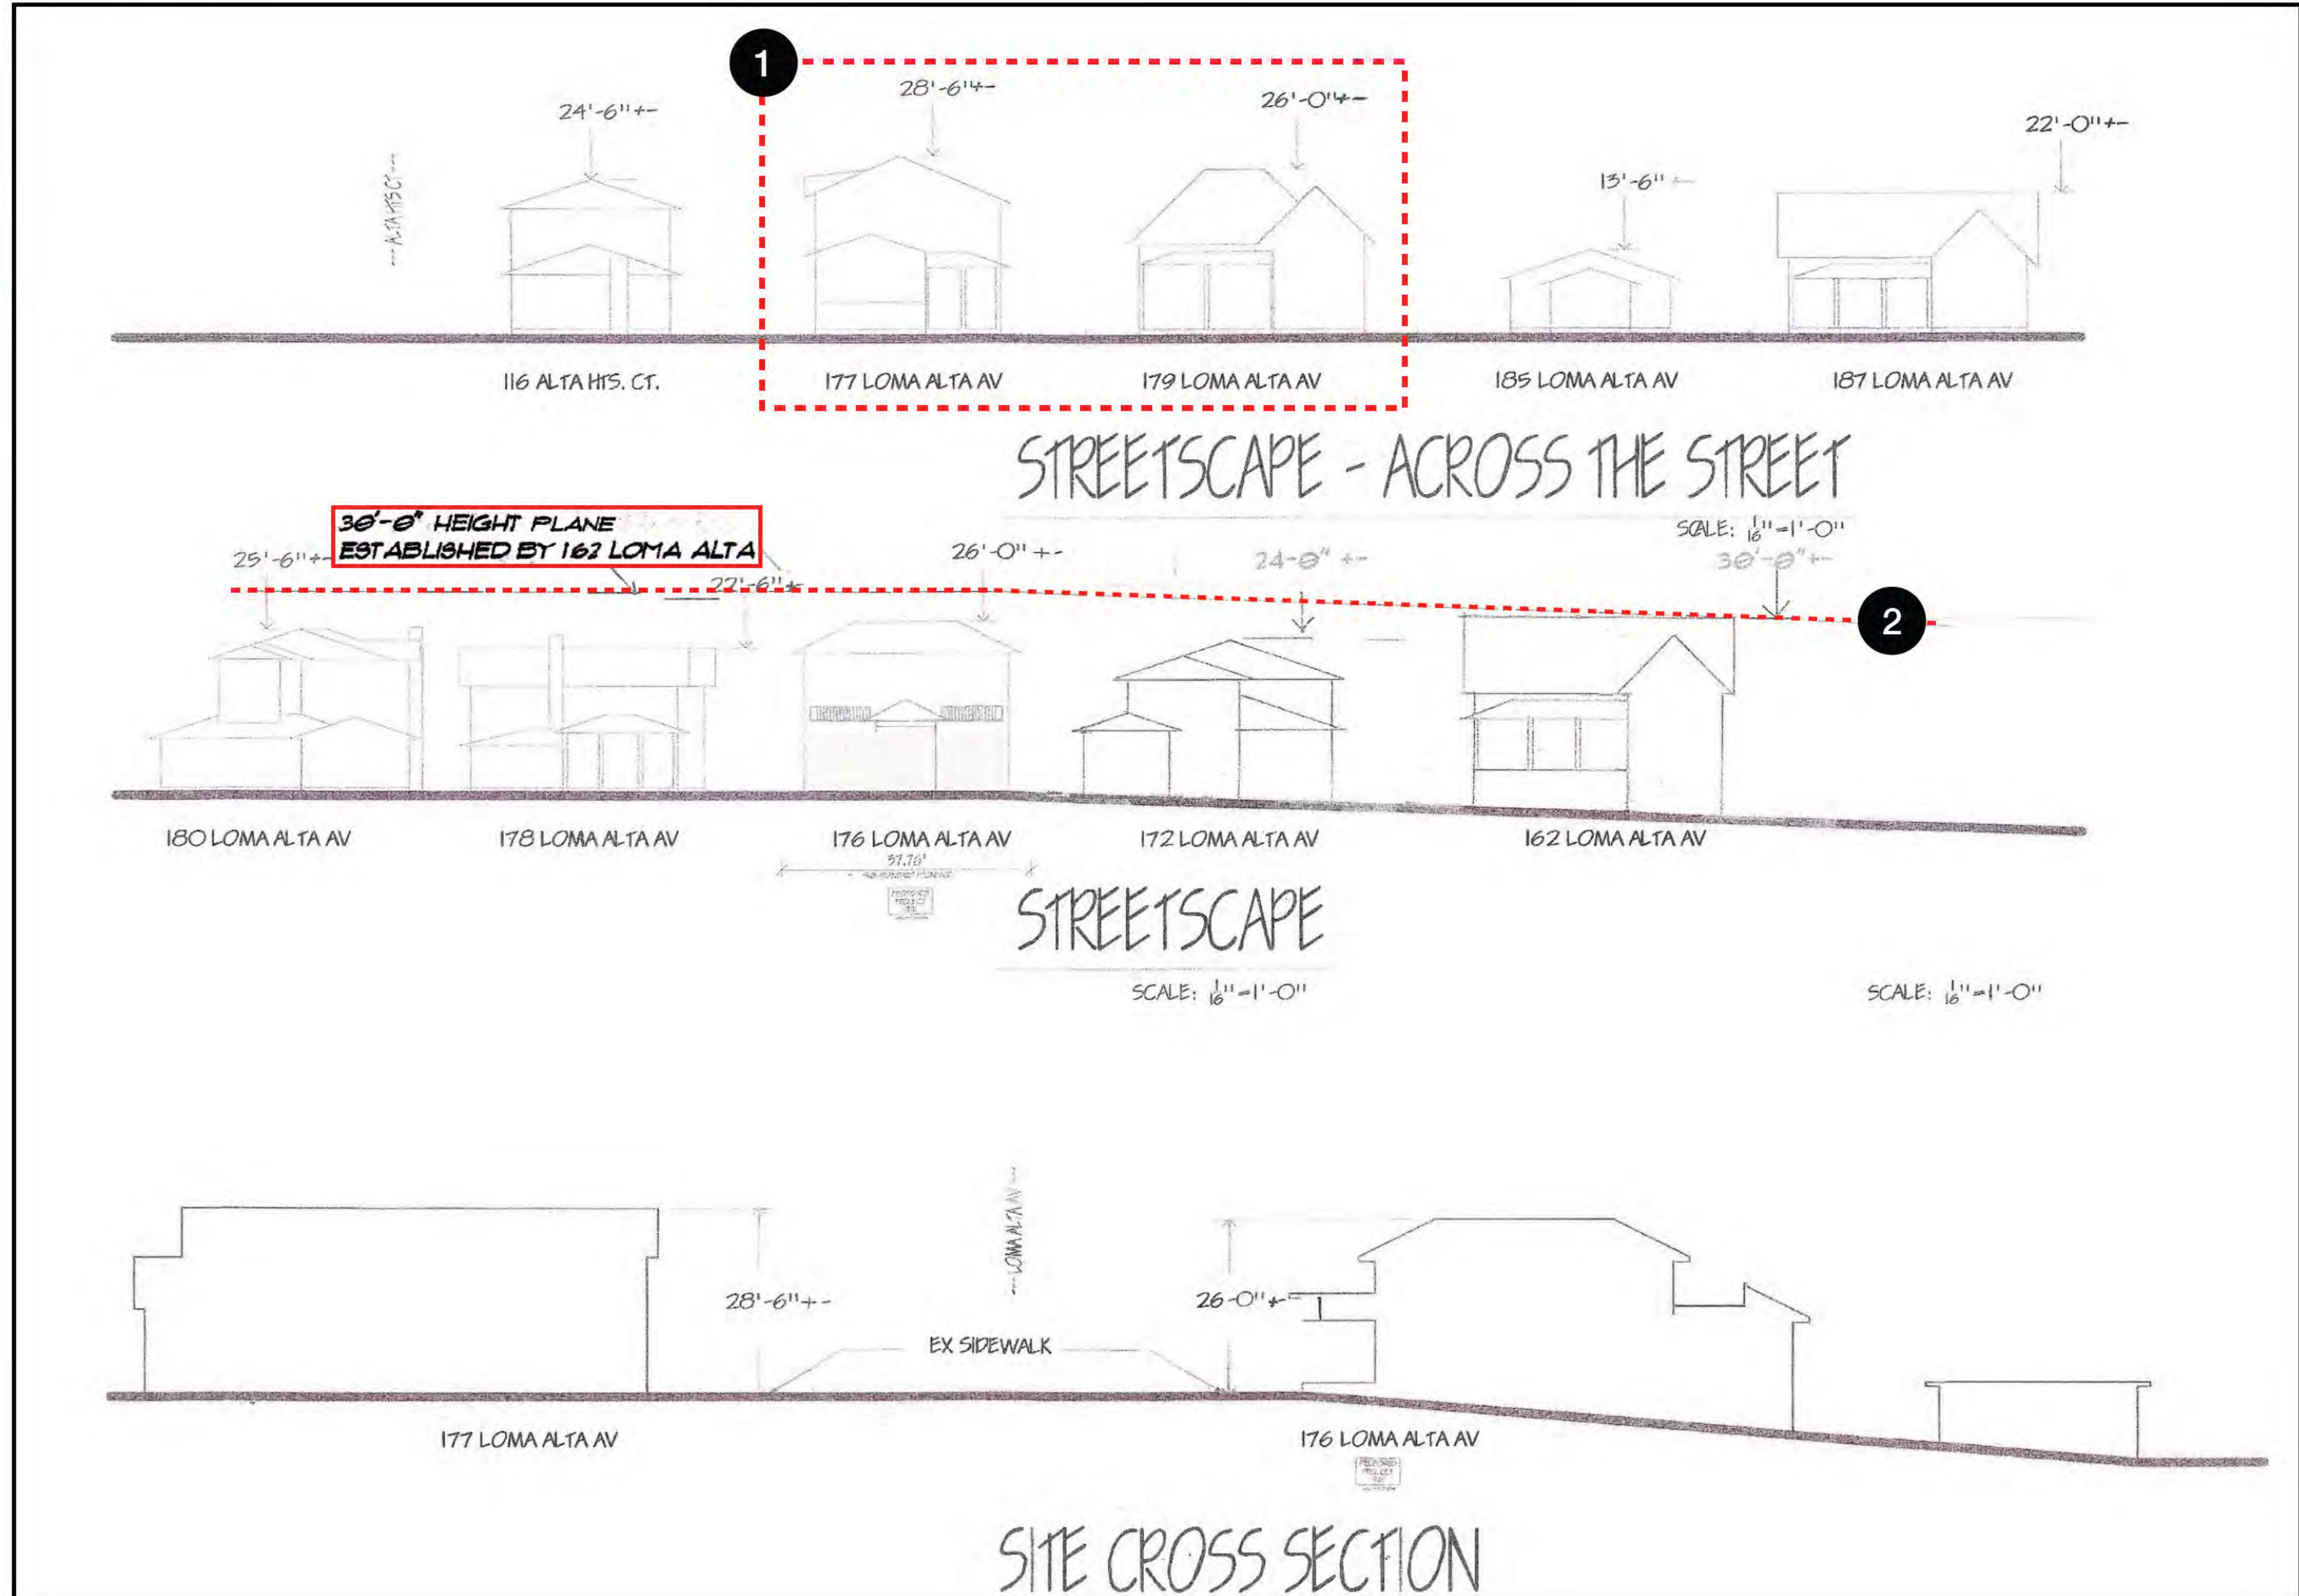 1
28'-6"+-
24'-6"+-
26'-0"+-
22'-0"+-
13'-6" +-
---ALTA HTS CT---
116 ALTA HTS. CT.
177 LOMA ALTA AV
179 LOMA ALTA AV
185 LOMA ALTA AV
187 LOMA ALTA AV
STREETSCAPE - ACROSS THE STREET
SCALE: 1/16"=1'-0"
30'-0" HEIGHT PLANE
ESTABLISHED BY 162 LOMA ALTA
25'-6"+-
22'-6"+-
26'-0" +-
24-0" +-
30'-0"+-
2
180 LOMA ALTA AV
178 LOMA ALTA AV
176 LOMA ALTA AV
172 LOMA ALTA AV
162 LOMA ALTA AV
37.76'
PROPOSED
PROJECT
STREETSCAPE
SCALE: 1/16"=1'-0"
SCALE: 1/16"=1'-0"
---LOMA ALTA AV---
28'-6"+-
26-0"+-
EX SIDEWALK
177 LOMA ALTA AV
176 LOMA ALTA AV
PROPOSED
PROJECT
SITE CROSS SECTION